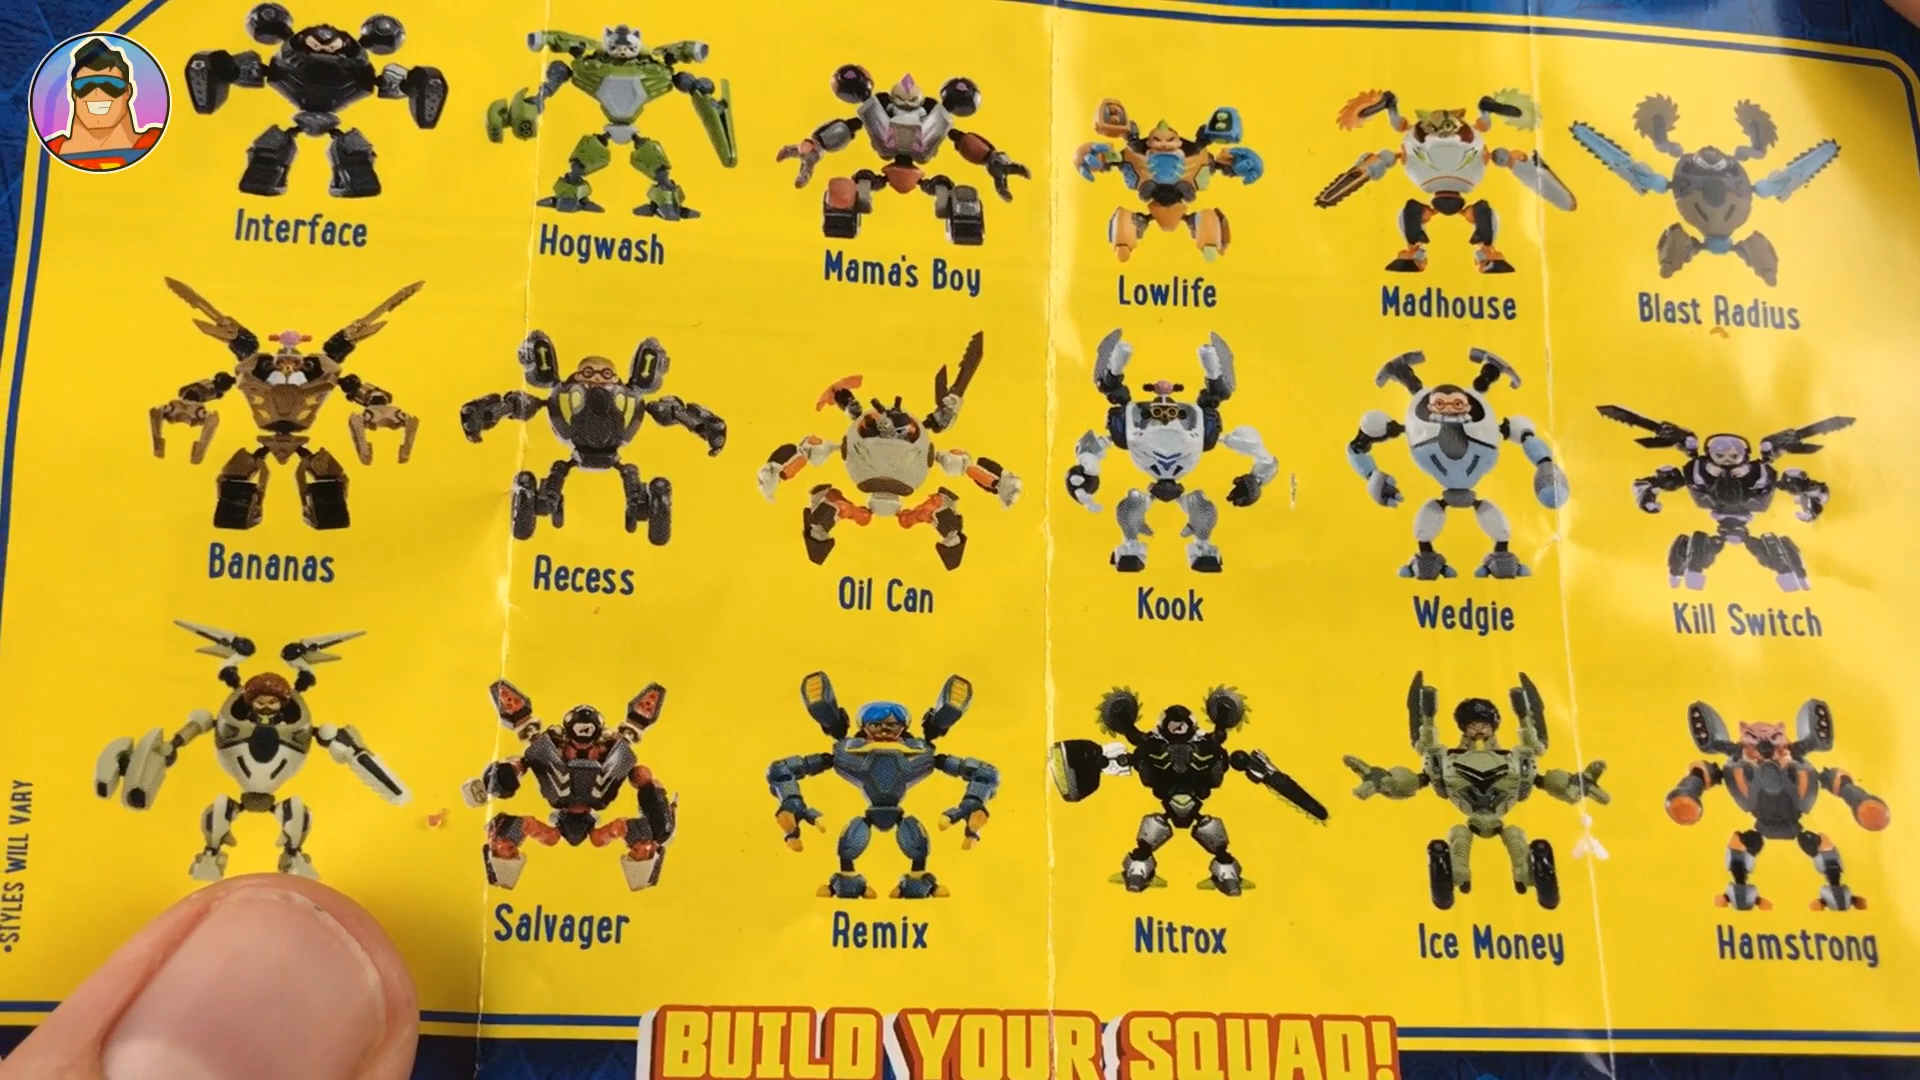 Interface
Hogwash
Mama's Boy
Lowlife
Madhouse
Blast Radius
Bananas
Recess
Oil Can
Kook
Wedgie
Kill Switch
Salvager
Remix
Nitrox
Ice Money
Hamstrong
•STYLES WILL VARY
BUILD YOUR SQUAD!